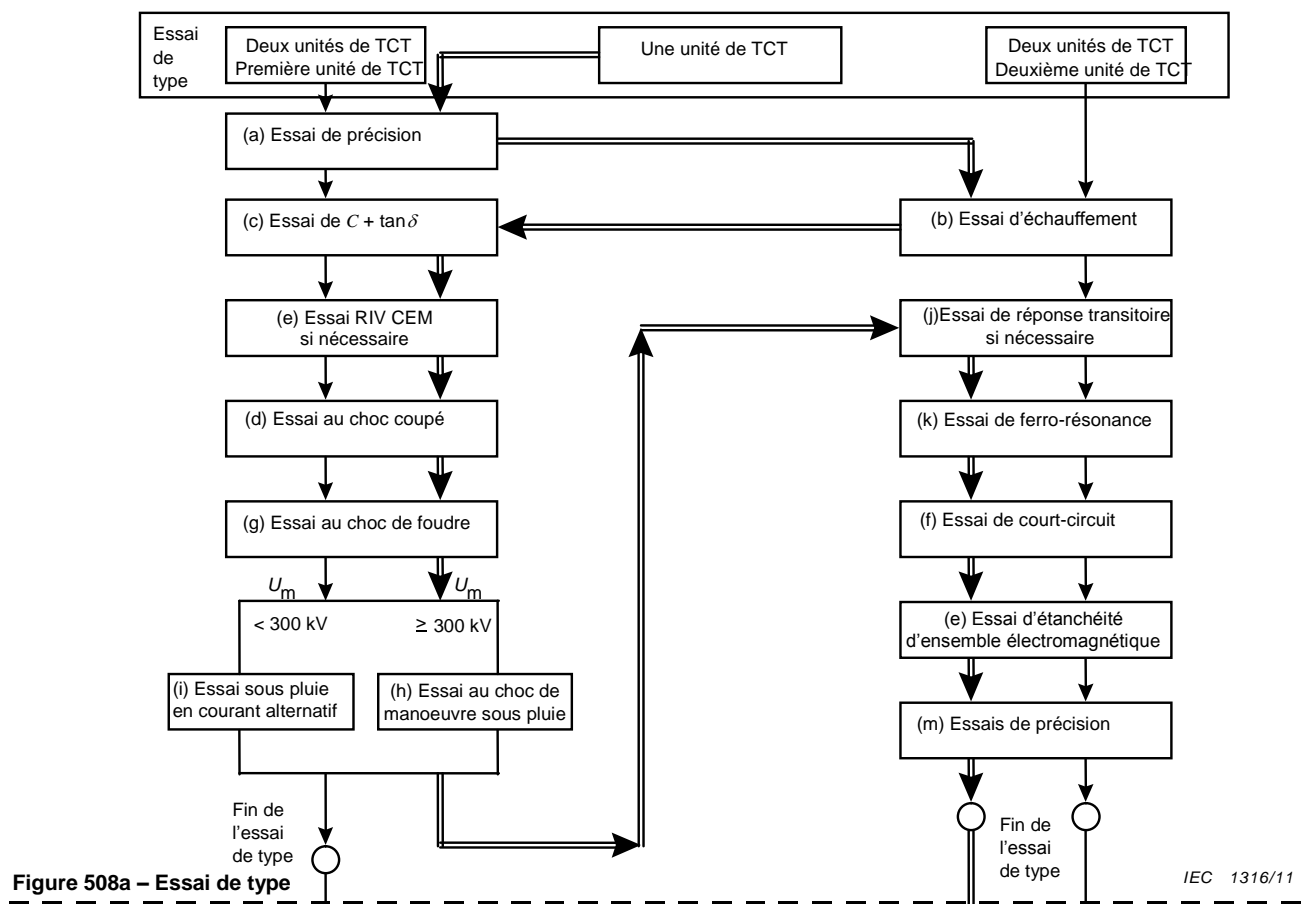 Essai
de
type
Deux unités de TCT
Première unité de TCT
Une unité de TCT
Deux unités de TCT
Deuxième unité de TCT
(a) Essai de précision
(c) Essai de C + tanδ
(b) Essai d'échauffement
(e) Essai RIV CEM
si nécessaire
(j)Essai de réponse transitoire
si nécessaire
(d) Essai au choc coupé
(k) Essai de ferro-résonance
(g) Essai au choc de foudre
(f) Essai de court-circuit
Um
Um
< 300 kV
≥ 300 kV
(e) Essai d'étanchéité
d'ensemble électromagnétique
(i) Essai sous pluie
en courant alternatif
(h) Essai au choc de
manoeuvre sous pluie
(m) Essais de précision
Fin de
l'essai
de type
Fin de
l'essai
de type
Figure 508a – Essai de type
IEC 1316/11